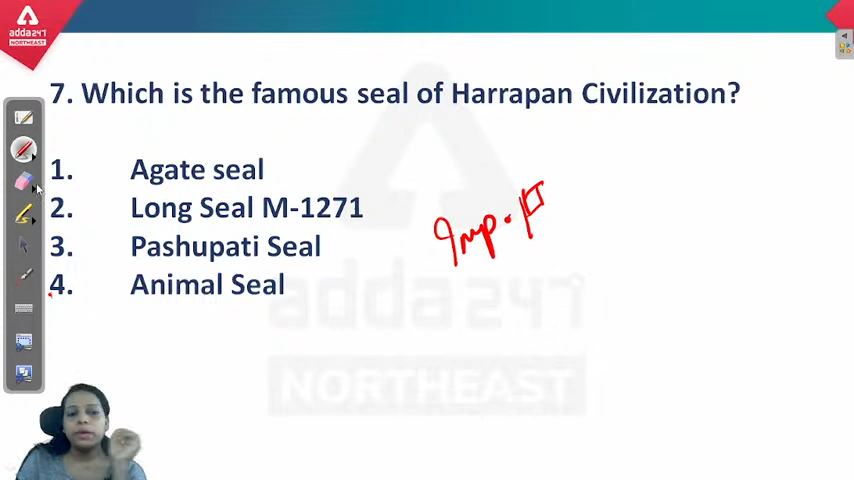 adda247
NORTHEAST
7. Which is the famous seal of Harrapan Civilization?
1. Agate seal
2. Long Seal M-1271
3. Pashupati Seal
4. Animal Seal
Imp.
adda247
NORTHEAST